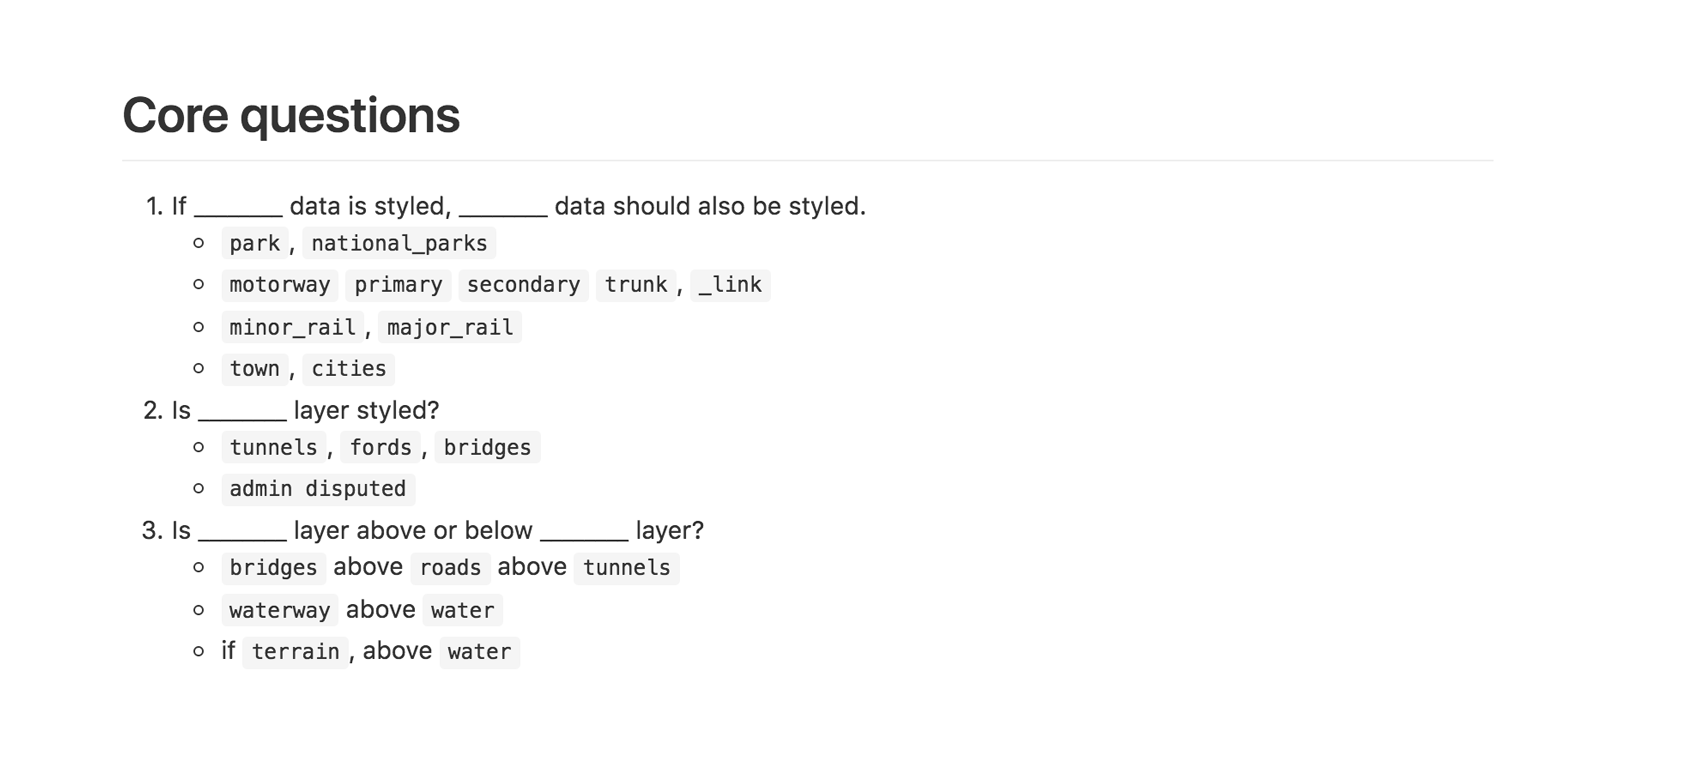 Core questions
1. If _______ data is styled, _______ data should also be styled.
○ park, national_parks
○ motorway primary secondary trunk, _link
○ minor_rail, major_rail
○ town, cities
2. Is _______ layer styled?
○ tunnels, fords, bridges
○ admin disputed
3. Is _______ layer above or below _______ layer?
○ bridges above roads above tunnels
○ waterway above water
○ if terrain, above water